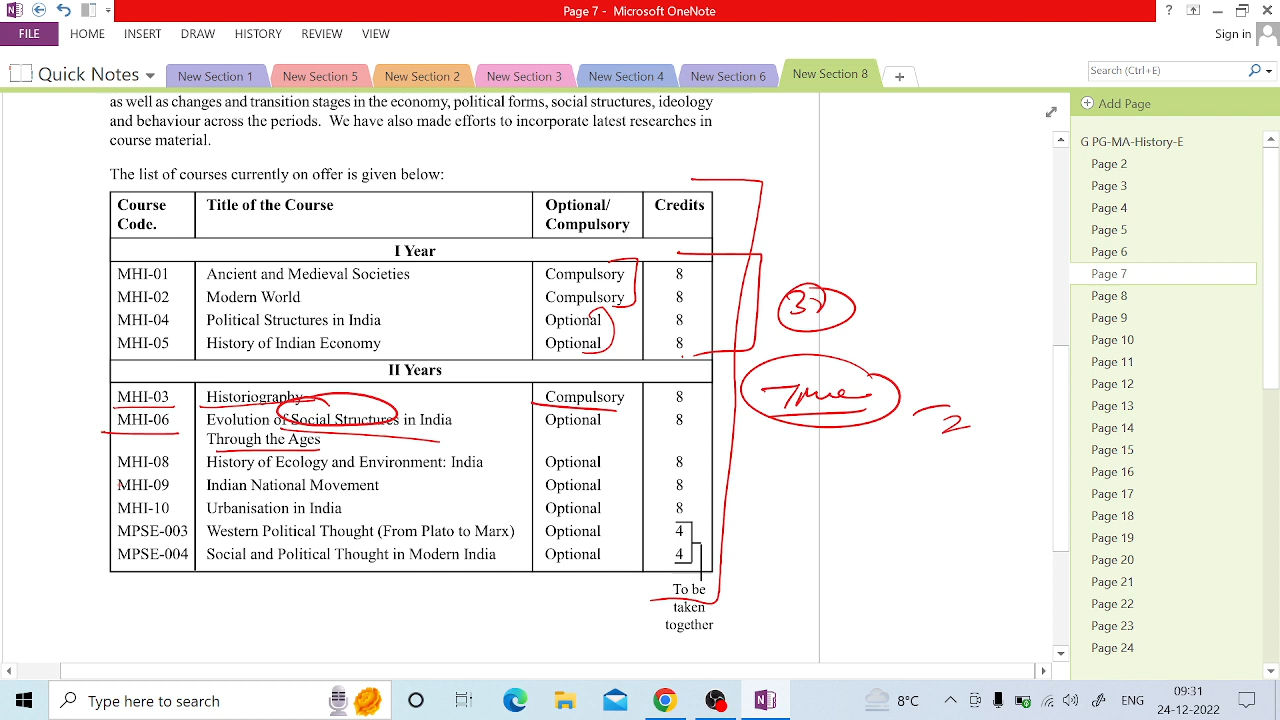 Page 7 - Microsoft OneNote
FILE HOME INSERT DRAW HISTORY REVIEW VIEW Sign in
Quick Notes New Section 1 New Section 5 New Section 2 New Section 3 New Section 4 New Section 6 New Section 8 Search (Ctrl+E)
as well as changes and transition stages in the economy, political forms, social structures, ideology
and behaviour across the periods. We have also made efforts to incorporate latest researches in
course material.
The list of courses currently on offer is given below:
Course Code. Title of the Course Optional/ Compulsory Credits
I Year
MHI-01 Ancient and Medieval Societies Compulsory 8
MHI-02 Modern World Compulsory 8
MHI-04 Political Structures in India Optional 8
MHI-05 History of Indian Economy Optional 8
II Years
MHI-03 Historiography Compulsory 8
MHI-06 Evolution of Social Structures in India Optional 8
Through the Ages
MHI-08 History of Ecology and Environment: India Optional 8
MHI-09 Indian National Movement Optional 8
MHI-10 Urbanisation in India Optional 8
MPSE-003 Western Political Thought (From Plato to Marx) Optional 4
MPSE-004 Social and Political Thought in Modern India Optional 4
To be
taken
together
2
Add Page
G PG-MA-History-E
Page 2
Page 3
Page 4
Page 5
Page 6
Page 7
Page 8
Page 9
Page 10
Page 11
Page 12
Page 13
Page 14
Page 15
Page 16
Page 17
Page 18
Page 19
Page 20
Page 21
Page 22
Page 23
Page 24
Type here to search 8°C ENG 09:31
24-12-2022